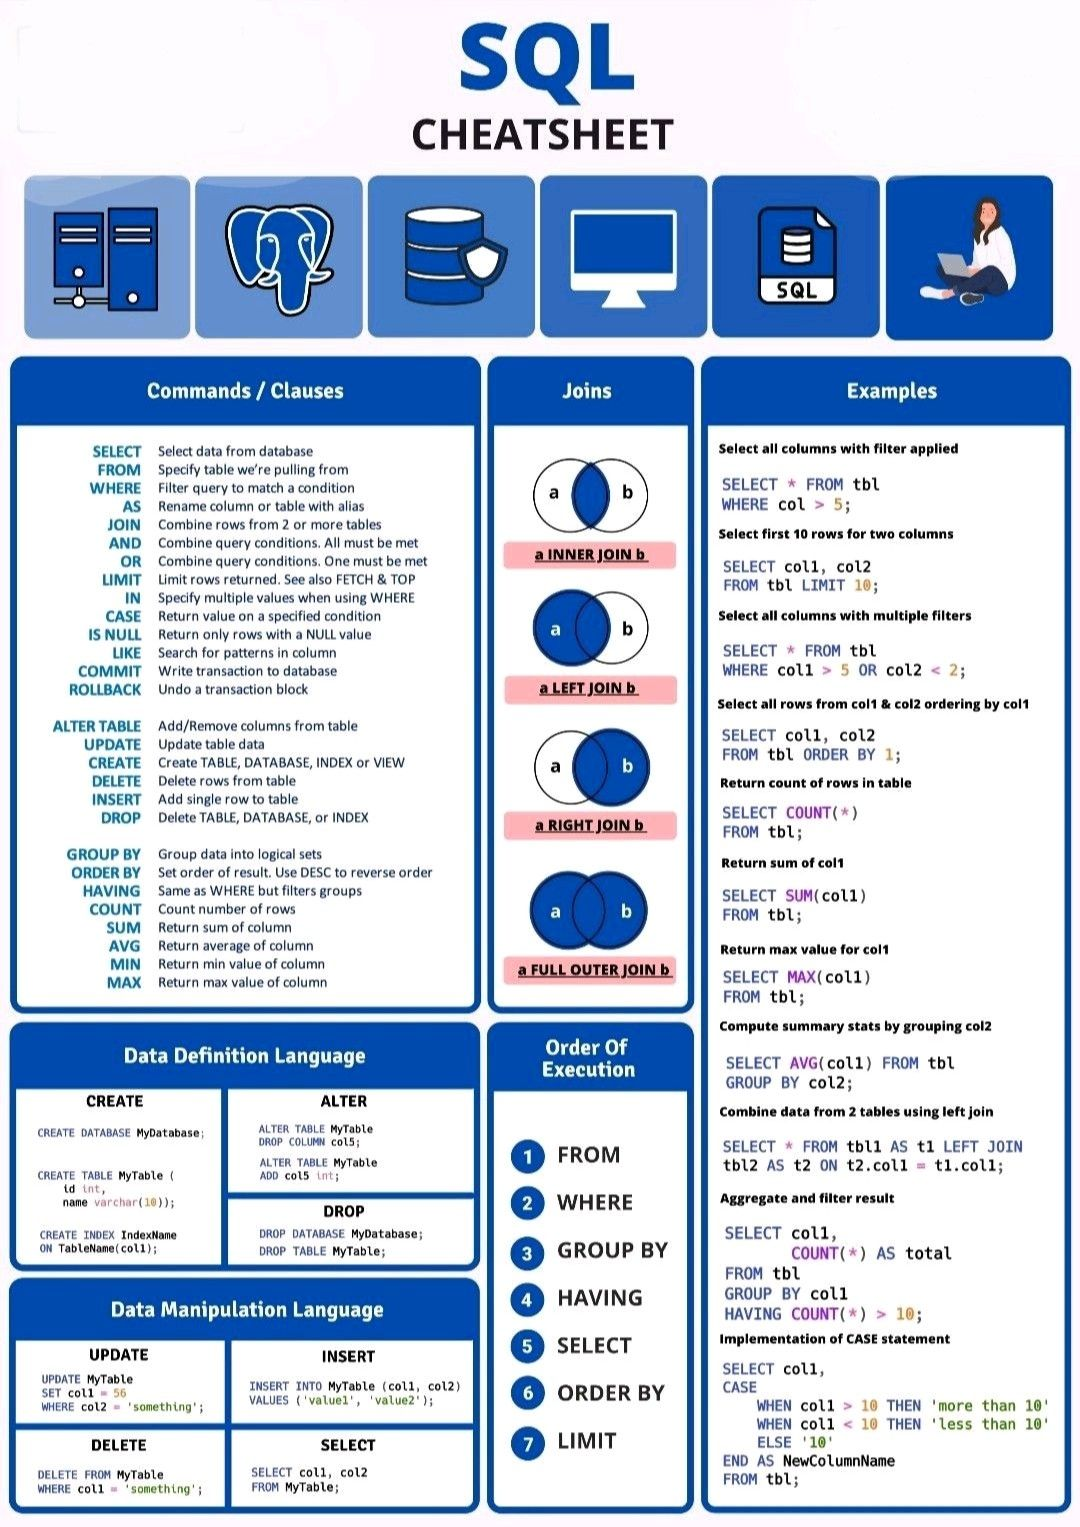 SQL
CHEATSHEET
SQL
Commands / Clauses
SELECT Select data from database
FROM Specify table we're pulling from
WHERE Filter query to match a condition
AS Rename column or table with alias
JOIN Combine rows from 2 or more tables
AND Combine query conditions. All must be met
OR Combine query conditions. One must be met
LIMIT Limit rows returned. See also FETCH & TOP
IN Specify multiple values when using WHERE
CASE Return value on a specified condition
IS NULL Return only rows with a NULL value
LIKE Search for patterns in column
COMMIT Write transaction to database
ROLLBACK Undo a transaction block
ALTER TABLE Add/Remove columns from table
UPDATE Update table data
CREATE Create TABLE, DATABASE, INDEX or VIEW
DELETE Delete rows from table
INSERT Add single row to table
DROP Delete TABLE, DATABASE, or INDEX
GROUP BY Group data into logical sets
ORDER BY Set order of result. Use DESC to reverse order
HAVING Same as WHERE but filters groups
COUNT Count number of rows
SUM Return sum of column
AVG Return average of column
MIN Return min value of column
MAX Return max value of column
Joins
a b
a INNER JOIN b
a b
a LEFT JOIN b
a b
a RIGHT JOIN b
a b
a FULL OUTER JOIN b
Examples
Select all columns with filter applied
SELECT * FROM tbl
WHERE col > 5;
Select first 10 rows for two columns
SELECT col1, col2
FROM tbl LIMIT 10;
Select all columns with multiple filters
SELECT * FROM tbl
WHERE col1 > 5 OR col2 < 2;
Select all rows from col1 & col2 ordering by col1
SELECT col1, col2
FROM tbl ORDER BY 1;
Return count of rows in table
SELECT COUNT(*)
FROM tbl;
Return sum of col1
SELECT SUM(col1)
FROM tbl;
Return max value for col1
SELECT MAX(col1)
FROM tbl;
Compute summary stats by grouping col2
SELECT AVG(col1) FROM tbl
GROUP BY col2;
Combine data from 2 tables using left join
SELECT * FROM tbl1 AS t1 LEFT JOIN
tbl2 AS t2 ON t2.col1 = t1.col1;
Aggregate and filter result
SELECT col1,
COUNT(*) AS total
FROM tbl
GROUP BY col1
HAVING COUNT(*) > 10;
Implementation of CASE statement
SELECT col1,
CASE
WHEN col1 > 10 THEN 'more than 10'
WHEN col1 < 10 THEN 'less than 10'
ELSE '10'
END AS NewColumnName
FROM tbl;
Data Definition Language
CREATE
CREATE DATABASE MyDatabase;
CREATE TABLE MyTable (
id int,
name varchar(10));
CREATE INDEX IndexName
ON TableName(col1);
ALTER
ALTER TABLE MyTable
DROP COLUMN col5;
ALTER TABLE MyTable
ADD col5 int;
DROP
DROP DATABASE MyDatabase;
DROP TABLE MyTable;
Data Manipulation Language
UPDATE
UPDATE MyTable
SET col1 = 56
WHERE col2 = 'something';
INSERT
INSERT INTO MyTable (col1, col2)
VALUES ('value1', 'value2');
DELETE
DELETE FROM MyTable
WHERE col1 = 'something';
SELECT
SELECT col1, col2
FROM MyTable;
Order Of
Execution
1 FROM
2 WHERE
3 GROUP BY
4 HAVING
5 SELECT
6 ORDER BY
7 LIMIT